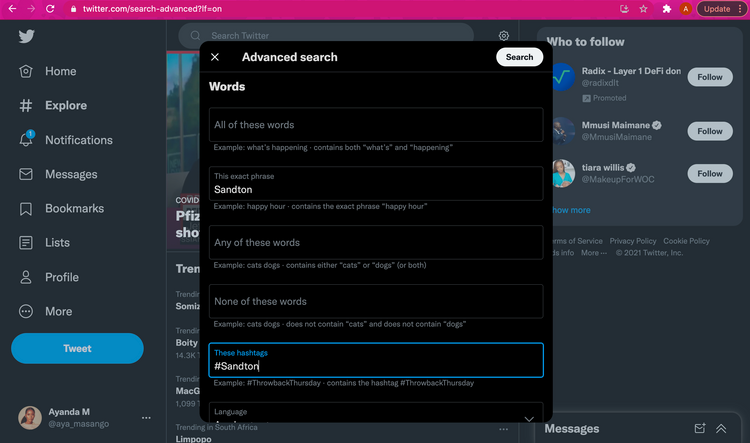 twitter.com/search-advanced?lf=on
A
Update
Search Twitter
Home
Explore
1
Notifications
Messages
Bookmarks
Lists
Profile
More
Tweet
Ayanda M
@aya_masango
COVID
Pfiz
sho
Tren
Trending
Somiz
Trending
Boity
14.3K T
Trending
MacG
1,099 T
Trending in South Africa
Limpopo
Advanced search
Search
Words
All of these words
Example: what's happening · contains both "what's" and "happening"
This exact phrase
Sandton
Example: happy hour · contains the exact phrase "happy hour"
Any of these words
Example: cats dogs · contains either "cats" or "dogs" (or both)
None of these words
Example: cats dogs · does not contain "cats" and does not contain "dogs"
These hashtags
#Sandton
Example: #ThrowbackThursday · contains the hashtag #ThrowbackThursday
Language
Who to follow
Radix - Layer 1 DeFi don
@radixdlt
Promoted
Follow
Mmusi Maimane
@MmusiMaimane
Follow
tiara willis
@MakeupForWOC
Follow
how more
rms of Service Privacy Policy Cookie Policy
ds info More © 2021 Twitter, Inc.
Messages